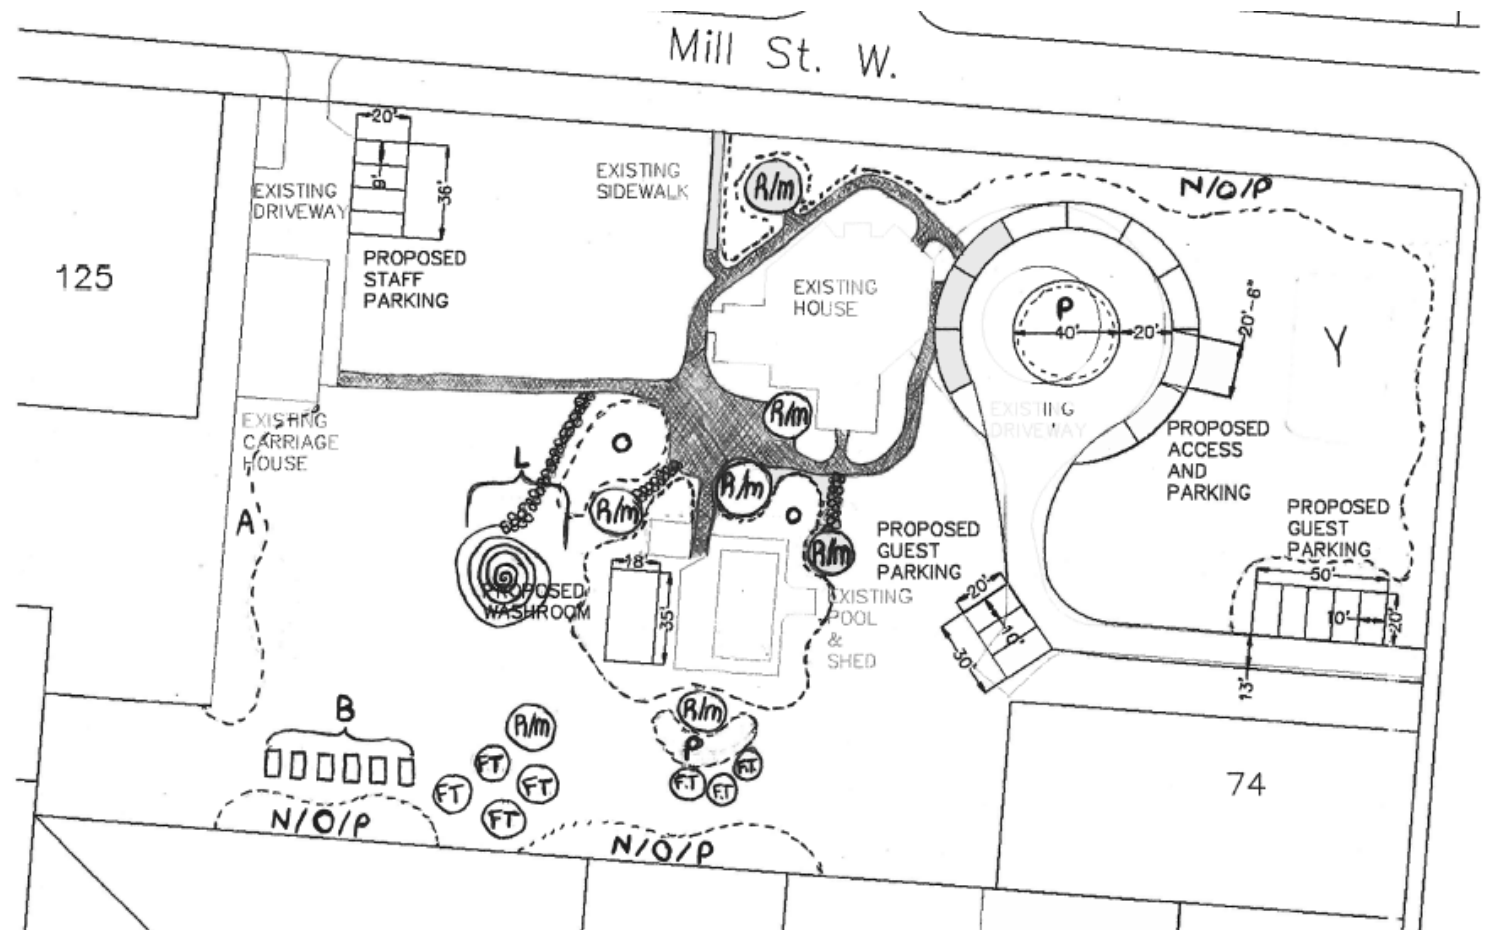 Mill St. W.
20'
9'
36'
EXISTING
DRIVEWAY
PROPOSED
STAFF
PARKING
125
EXISTING
SIDEWALK
R/m
N/O/P
EXISTING
HOUSE
P
40'
20'
20'-6"
Y
EXISTING
DRIVEWAY
ING
PROPOSED
ACCESS
AND
PARKING
EXISTING
CARRIAGE
HOUSE
A
L
O
R/m
R/m
R/m
O
R/m
PROPOSED
GUEST
PARKING
PROPOSED
GUEST
PARKING
50'
10'
20'
13'
20'
10'
30'
PROPOSED
WASHROOM
18'
35'
EXISTING
POOL
&
SHED
B
R/m
R/m
P
FT
FT
FT
FT
F.T
F.T
F.T.
N/O/P
N/O/P
74